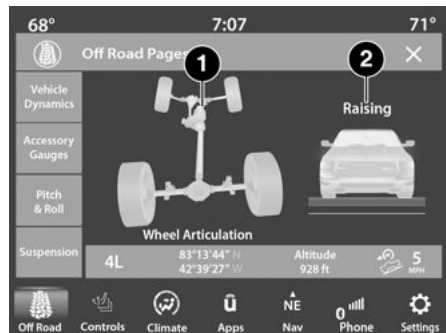 68° 7:07 71°
Off Road Pages
1
2
Vehicle
Dynamics
Accessory
Gauges
Pitch
& Roll
Suspension
Raising
Wheel Articulation
4L
83°13'44" N
42°39'27" W
Altitude
928 ft
5
MPH
Off Road Controls Climate Apps NE Nav Phone Settings